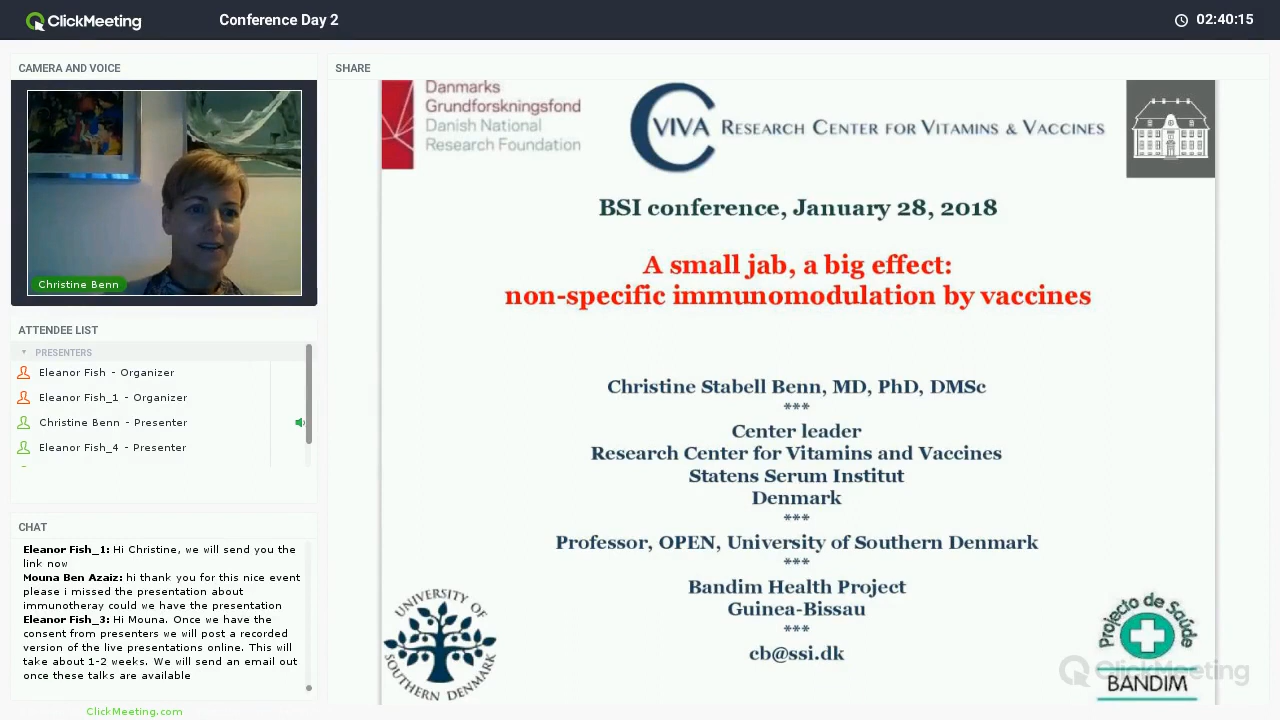 ClickMeeting
Conference Day 2
02:40:15
CAMERA AND VOICE
Christine Benn
ATTENDEE LIST
PRESENTERS
Eleanor Fish - Organizer
Eleanor Fish_1 - Organizer
Christine Benn - Presenter
Eleanor Fish_4 - Presenter
CHAT
Eleanor Fish_1: Hi Christine, we will send you the
link now
Mouna Ben Azaiz: hi thank you for this nice event
please i missed the presentation about
immunotheray could we have the presentation
Eleanor Fish_3: Hi Mouna. Once we have the
consent from presenters we will post a recorded
version of the live presentations online. This will
take about 1-2 weeks. We will send an email out
once these talks are available
ClickMeeting.com
SHARE
Danmarks
Grundforskningsfond
Danish National
Research Foundation
CVIVA RESEARCH CENTER FOR VITAMINS & VACCINES
BSI conference, January 28, 2018
A small jab, a big effect:
non-specific immunomodulation by vaccines
Christine Stabell Benn, MD, PhD, DMSc
***
Center leader
Research Center for Vitamins and Vaccines
Statens Serum Institut
Denmark
***
Professor, OPEN, University of Southern Denmark
***
Bandim Health Project
Guinea-Bissau
***
cb@ssi.dk
UNIVERSITY OF
SOUTHERN DENMARK
Projecto de Saúde
BANDIM
ClickMeeting